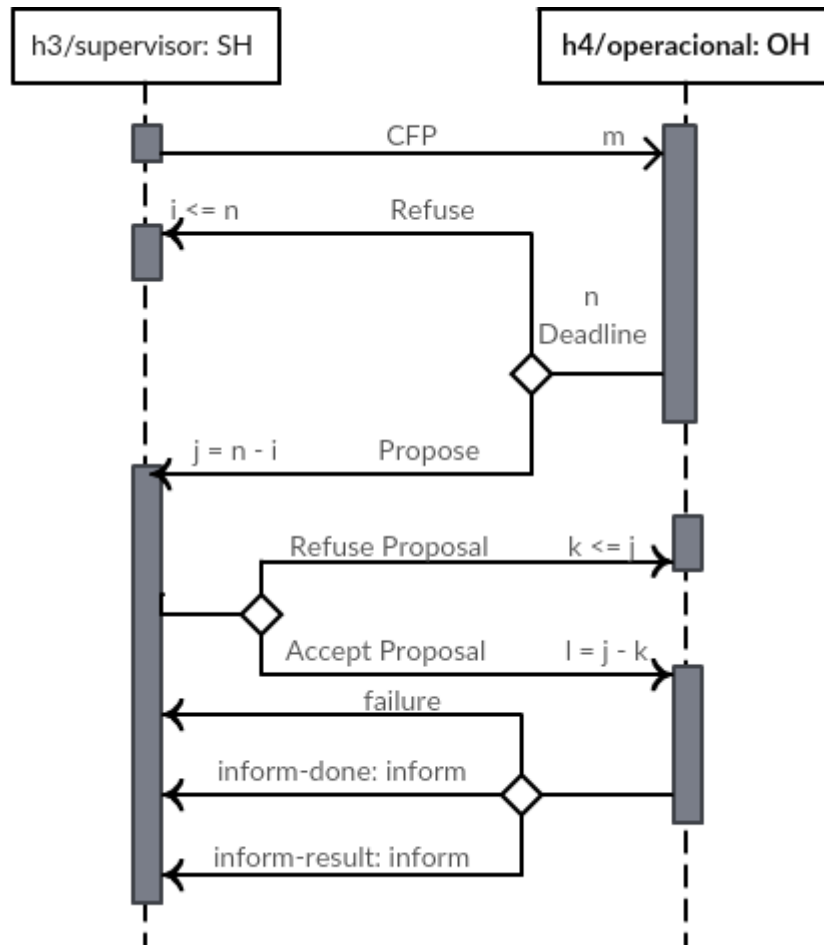 h3/supervisor: SH
h4/operacional: OH
CFP
m
i <= n
Refuse
n
Deadline
j = n - i
Propose
Refuse Proposal
k <= j
Accept Proposal
l = j - k
failure
inform-done: inform
inform-result: inform